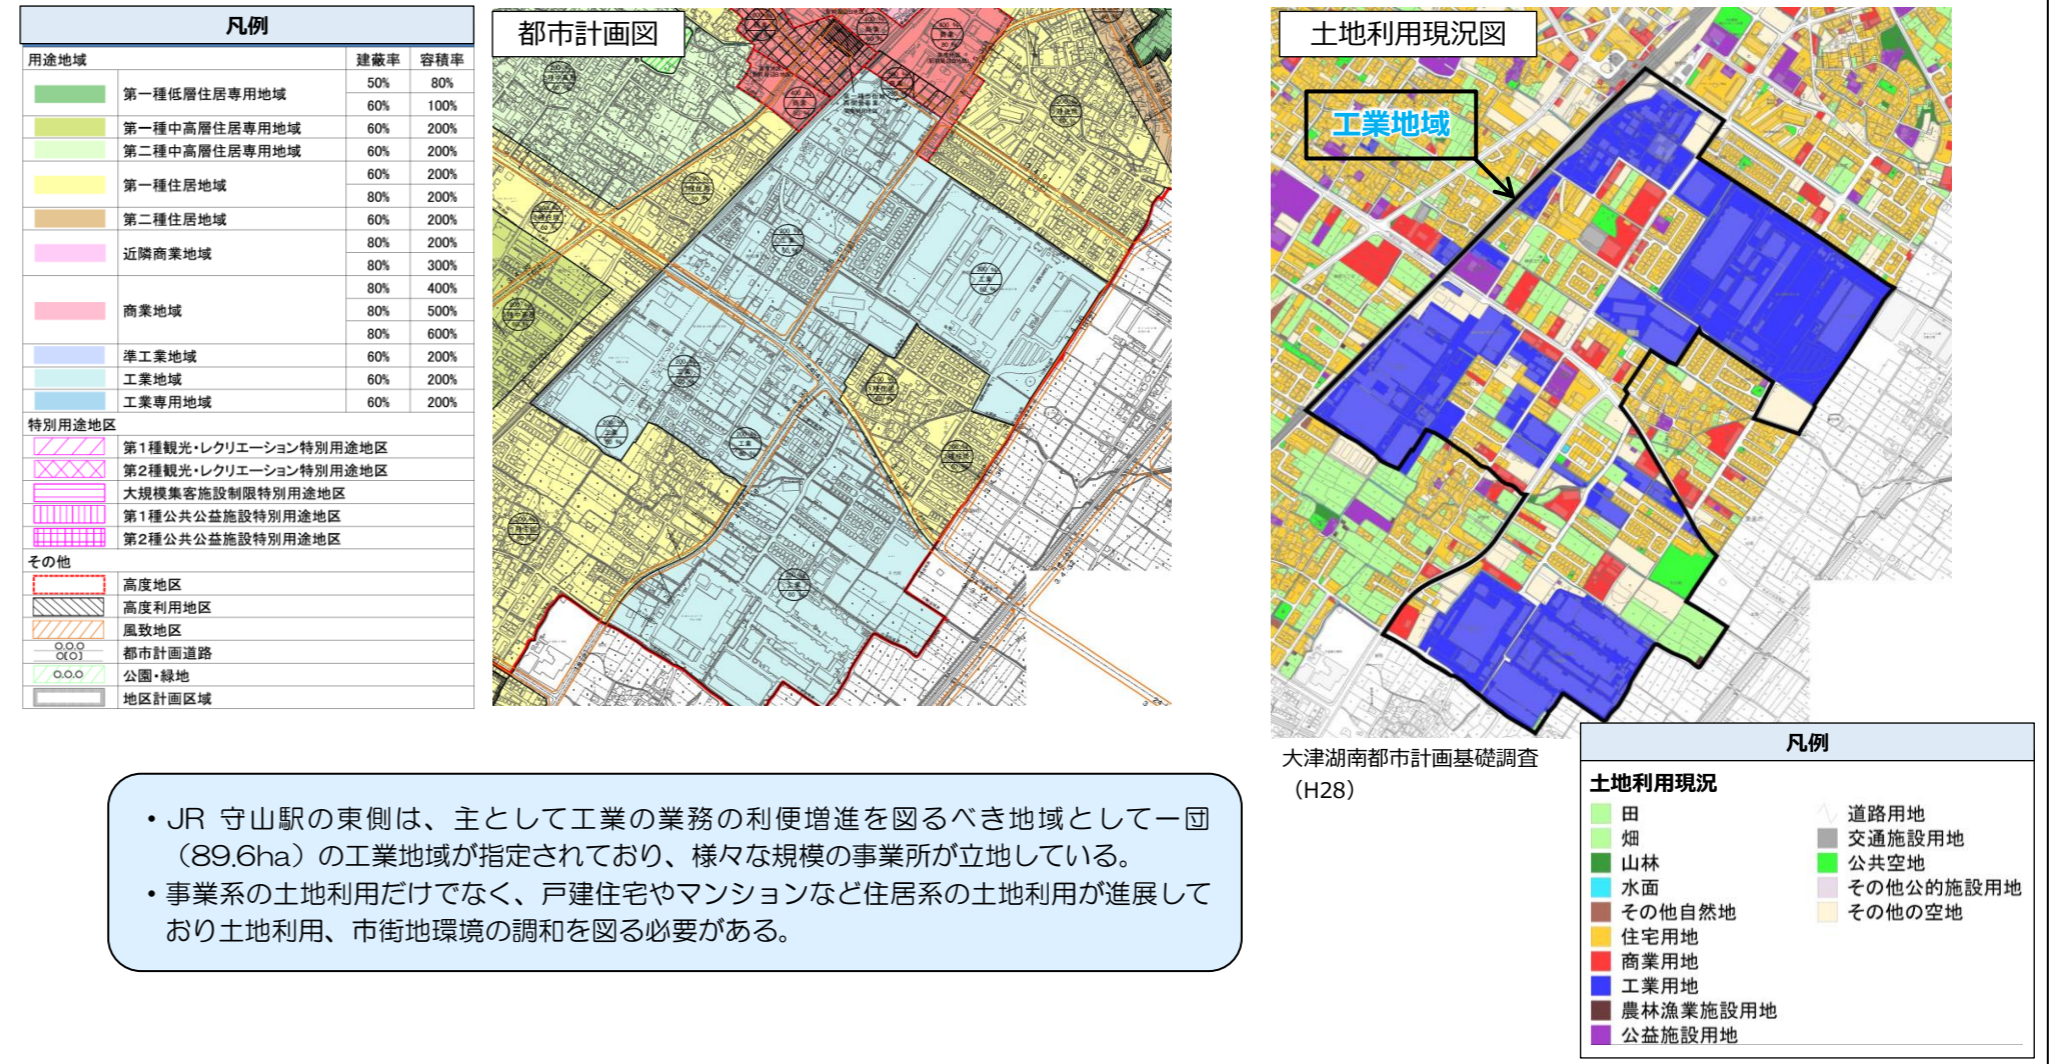 凡例
用途地域 建蔽率 容積率
第一種低層住居専用地域 50% 80%
60% 100%
第一種中高層住居専用地域 60% 200%
第二種中高層住居専用地域 60% 200%
第一種住居地域 60% 200%
80% 200%
第二種住居地域 60% 200%
近隣商業地域 80% 200%
80% 300%
商業地域 80% 400%
80% 500%
80% 600%
準工業地域 60% 200%
工業地域 60% 200%
工業専用地域 60% 200%
特別用途地区
第1種観光・レクリエーション特別用途地区
第2種観光・レクリエーション特別用途地区
大規模集客施設制限特別用途地区
第1種公共公益施設特別用途地区
第2種公共公益施設特別用途地区
その他
高度地区
高度利用地区
風致地区
都市計画道路
公園・緑地
地区計画区域
都市計画図
土地利用現況図
工業地域
大津湖南都市計画基礎調査
（H28）
凡例
土地利用現況
田
畑
山林
水面
その他自然地
住宅用地
商業用地
工業用地
農林漁業施設用地
公益施設用地
道路用地
交通施設用地
公共空地
その他公的施設用地
その他の空地
・JR 守山駅の東側は、主として工業の業務の利便増進を図るべき地域として一団
（89.6ha）の工業地域が指定されており、様々な規模の事業所が立地している。
・事業系の土地利用だけでなく、戸建住宅やマンションなど住居系の土地利用が進展して
おり土地利用、市街地環境の調和を図る必要がある。